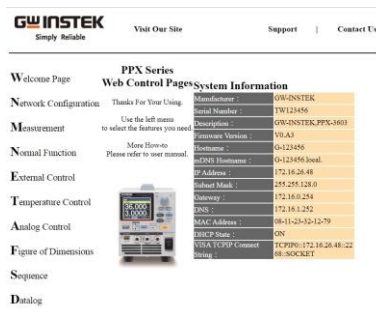 GW INSTEK
Simply Reliable
Visit Our Site
Support | Contact Us
Welcome Page
Network Configuration
Measurement
Normal Function
External Control
Temperature Control
Analog Control
Figure of Dimensions
Sequence
Datalog
PPX Series
Web Control Pages
Thanks For Your Using.
Use the left menu
to select the features you need.
More How-to
Please refer to user manual.
36.000
3.0000
System Information
Manufacturer : GW-INSTEK
Serial Number : TW123456
Description : GW-INSTEK,PPX-3603
Firmware Version : V0.A3
Hostname : G-123456
mDNS Hostname : G-123456.local.
IP Address : 172.16.26.48
Subnet Mask : 255.255.128.0
Gateway : 172.16.0.254
DNS : 172.16.1.252
MAC Address : 08-11-23-32-12-79
DHCP State : ON
VISA TCPIP Connect TCPIP0::172.16.26.48::22
String : 68::SOCKET